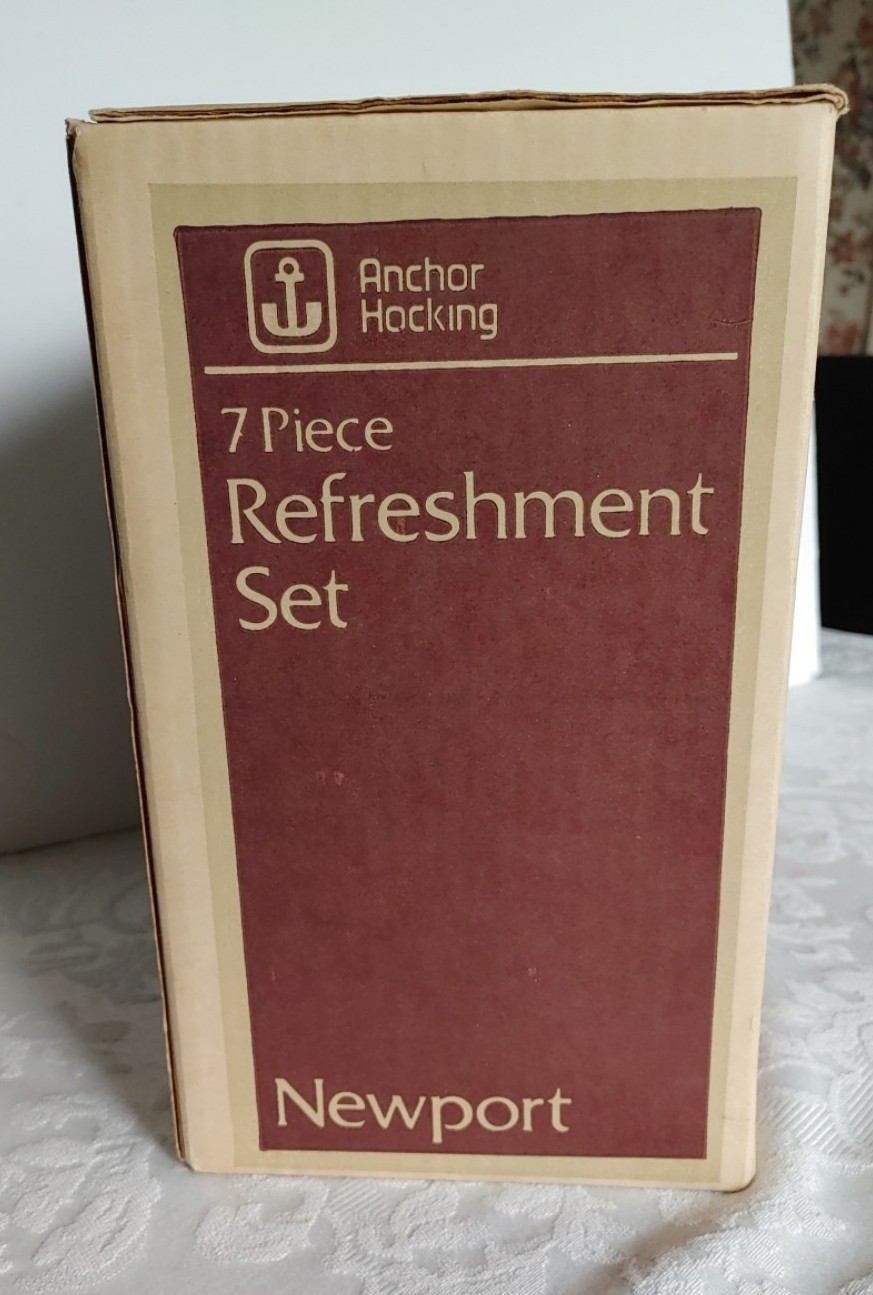 Anchor
Hocking
7 Piece
Refreshment
Set
Newport